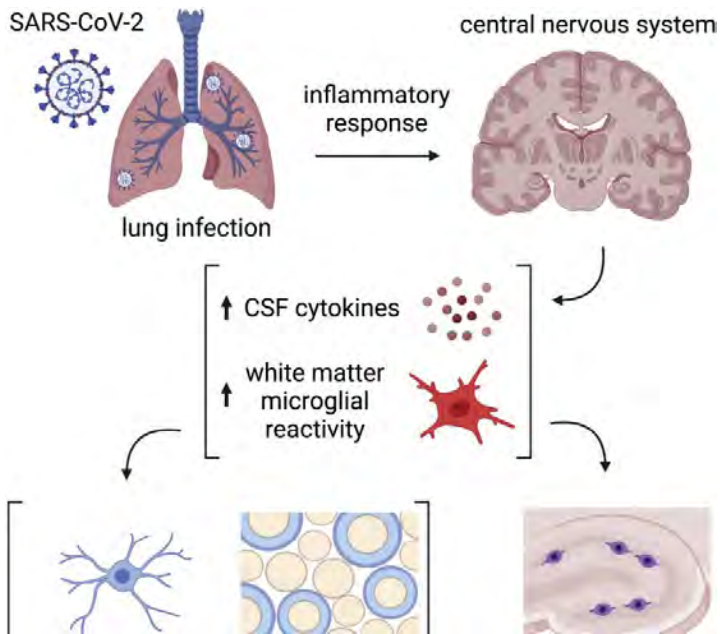 SARS-CoV-2
central nervous system
inflammatory
response
lung infection
CSF cytokines
white matter
microglial
reactivity